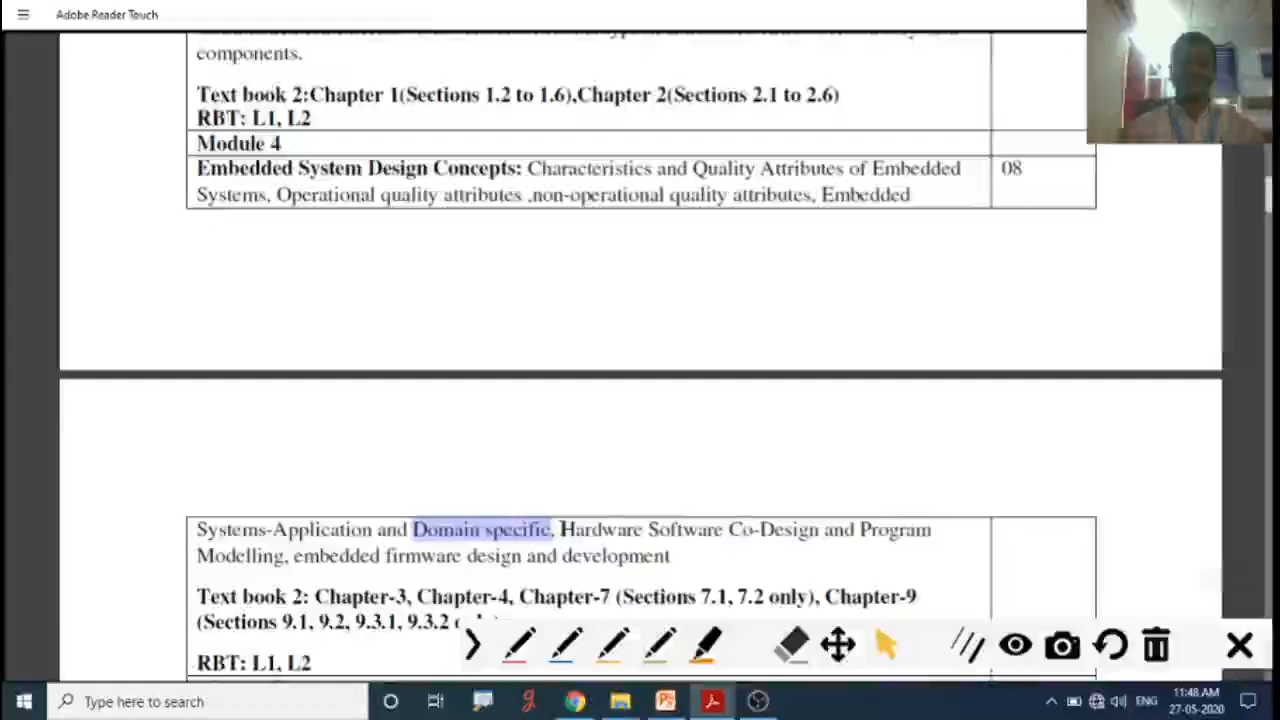 Adobe Reader Touch
components.
Text book 2:Chapter 1(Sections 1.2 to 1.6),Chapter 2(Sections 2.1 to 2.6)
RBT: L1, L2
Module 4
Embedded System Design Concepts: Characteristics and Quality Attributes of Embedded
08
Systems, Operational quality attributes ,non-operational quality attributes, Embedded
Systems-Application and Domain specific, Hardware Software Co-Design and Program
Modelling, embedded firmware design and development
Text book 2: Chapter-3, Chapter-4, Chapter-7 (Sections 7.1, 7.2 only), Chapter-9
(Sections 9.1, 9.2, 9.3.1, 9.3.2
RBT: L1, L2
Type here to search
ENG
11:48 AM
27-05-2020